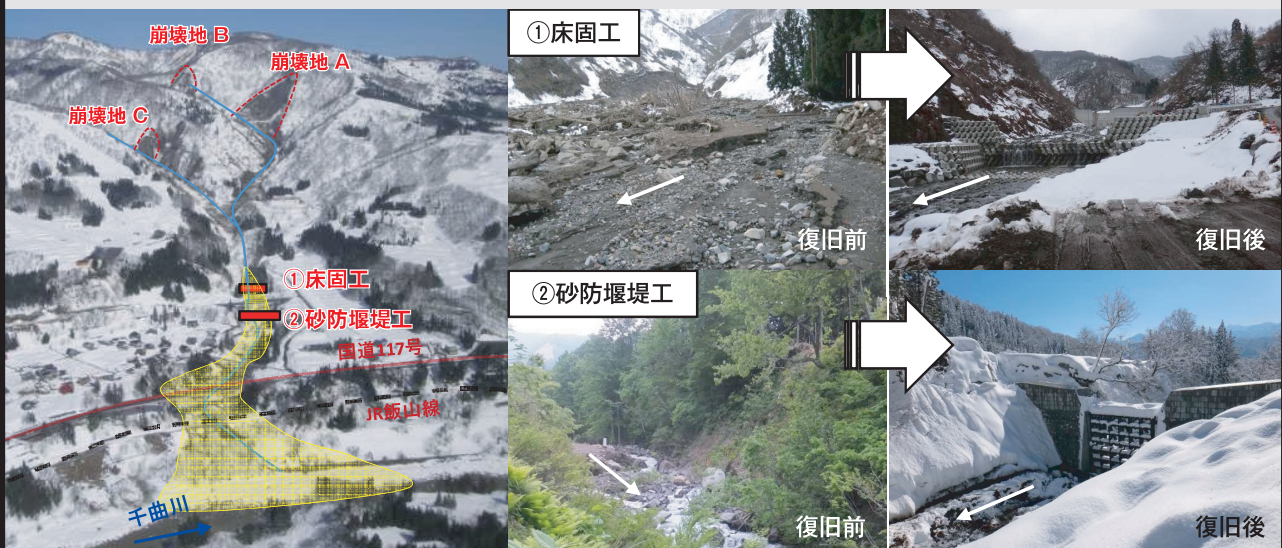 崩壊地 B
崩壊地 A
崩壊地 C
①床固工
②砂防堰堤工
国道117号
JR飯山線
千曲川
①床固工
復旧前
復旧後
②砂防堰堤工
復旧前
復旧後